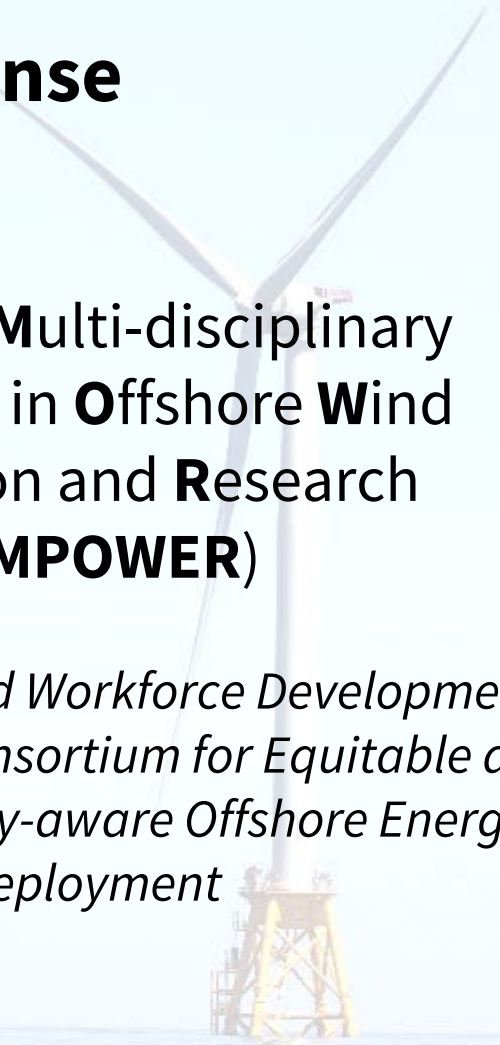 nse
Multi-disciplinary
in Offshore Wind
on and Research
MPOWER)
d Workforce Developme
nsortium for Equitable a
y-aware Offshore Energ
eployment